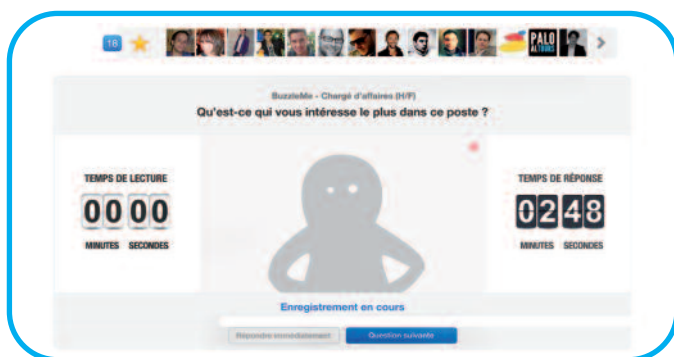 18
PALO
ALTOURS
BuzzleMe - Chargé d'affaires (H/F)
Qu'est-ce qui vous intéresse le plus dans ce poste ?
TEMPS DE LECTURE
00 00
MINUTES SECONDES
TEMPS DE RÉPONSE
02 48
MINUTES SECONDES
Enregistrement en cours
Répondre immédiatement
Question suivante